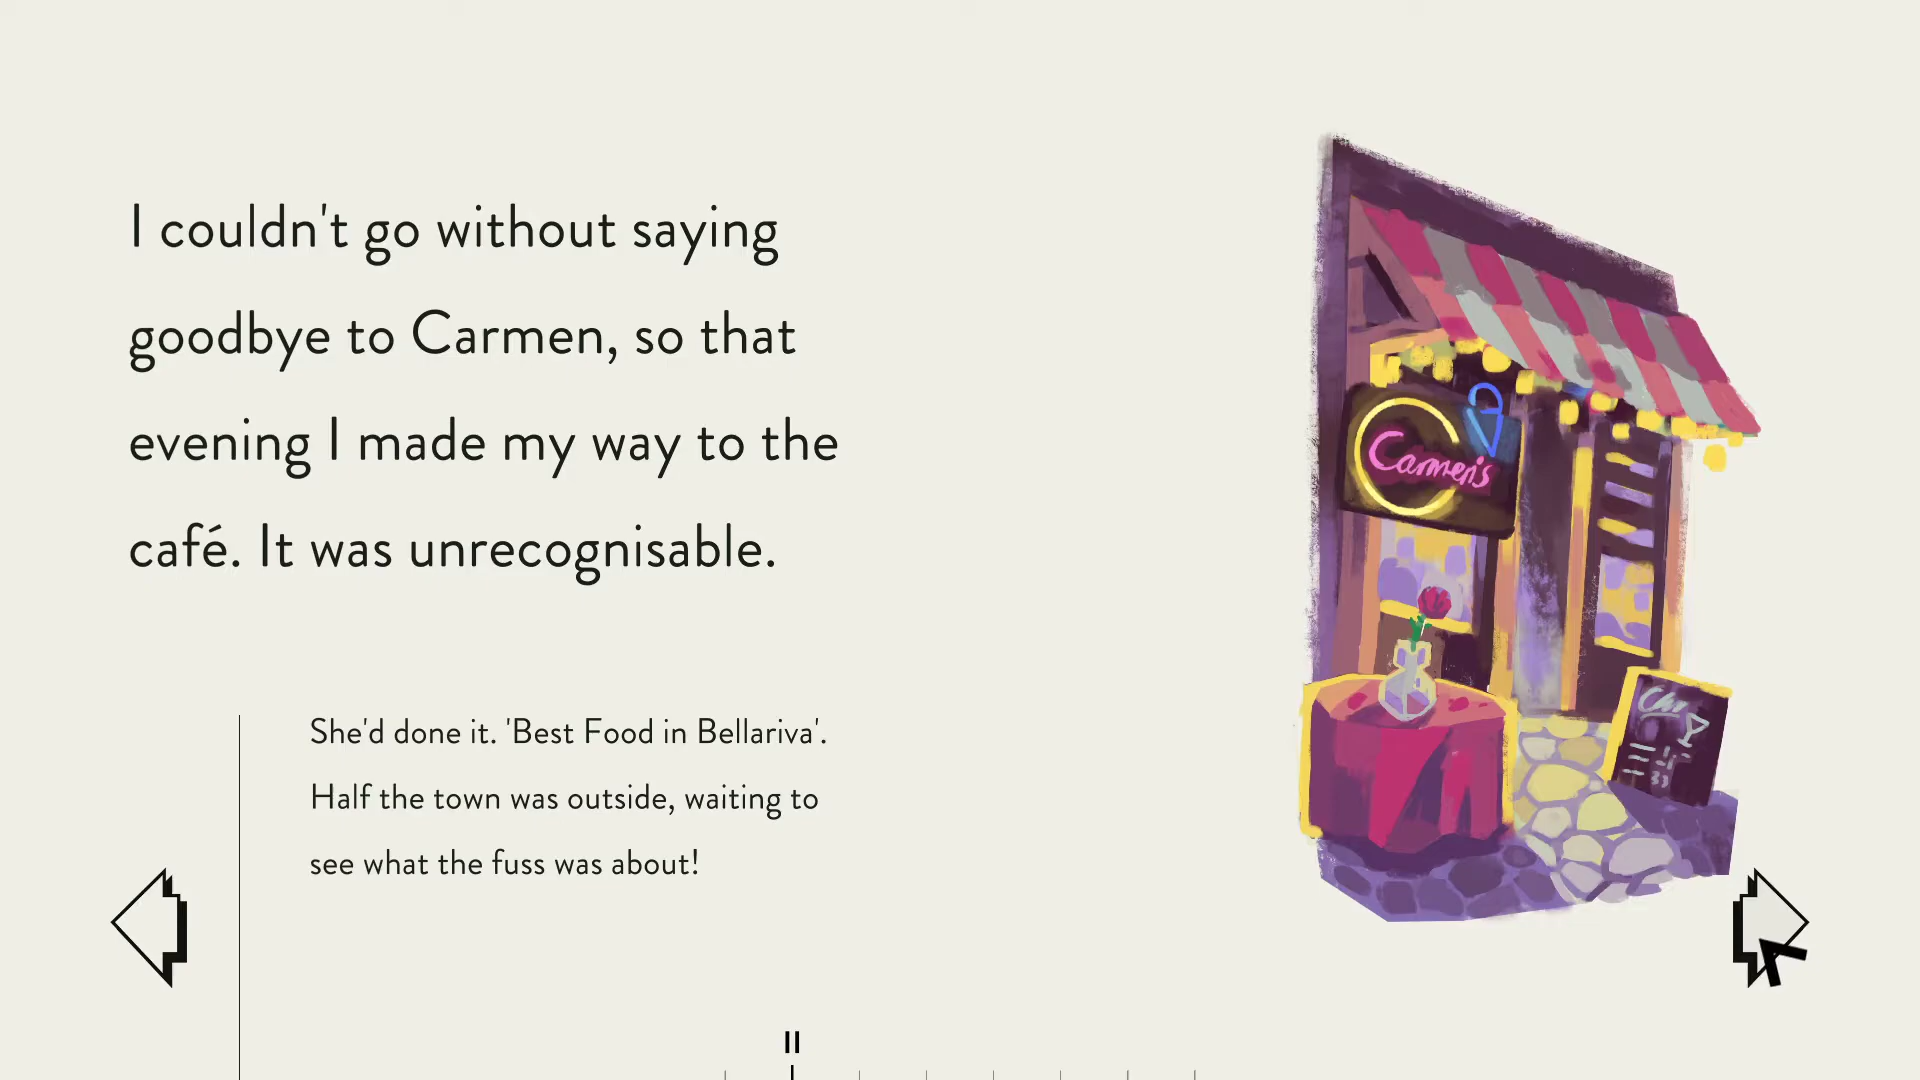 I couldn't go without saying
goodbye to Carmen, so that
evening I made my way to the
café. It was unrecognisable.
Carmen's
She'd done it. 'Best Food in Bellariva'.
Half the town was outside, waiting to
see what the fuss was about!
II